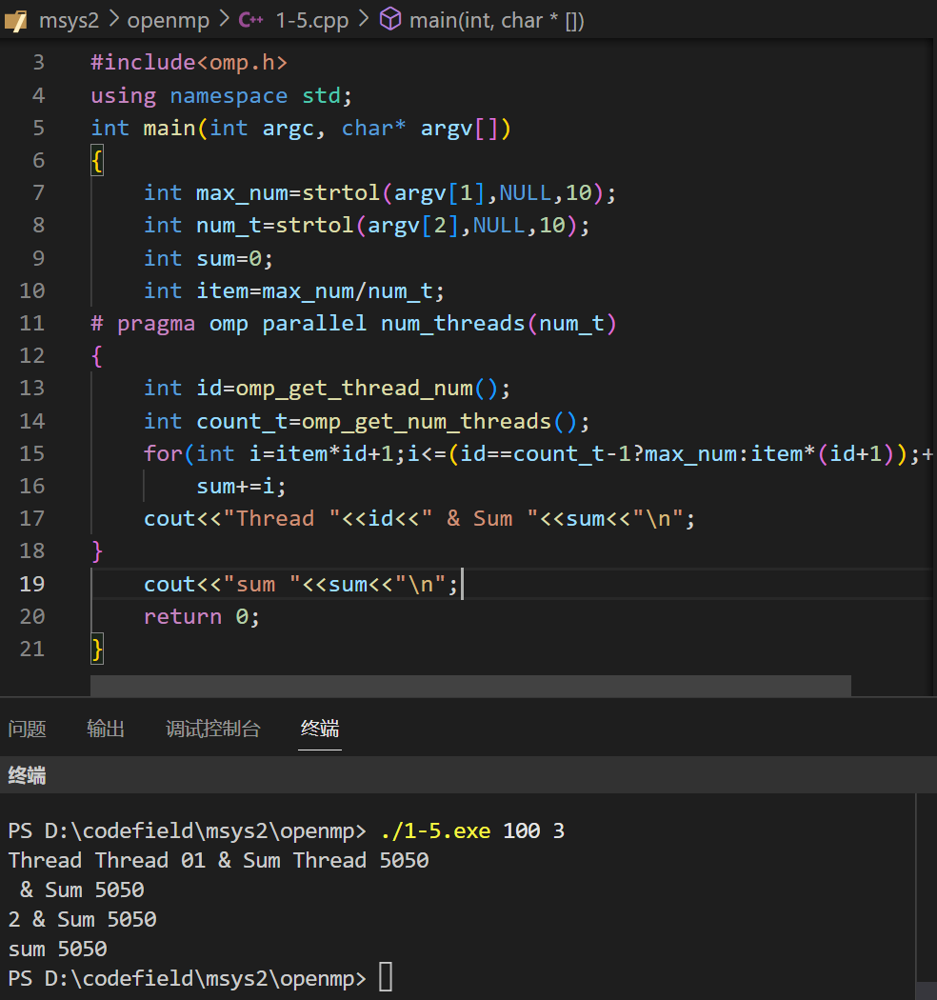 msys2 > openmp > C++ 1-5.cpp > main(int, char * [])
3 #include<omp.h>
4 using namespace std;
5 int main(int argc, char* argv[])
6 {
7 int max_num=strtol(argv[1],NULL,10);
8 int num_t=strtol(argv[2],NULL,10);
9 int sum=0;
10 int item=max_num/num_t;
11 # pragma omp parallel num_threads(num_t)
12 {
13 int id=omp_get_thread_num();
14 int count_t=omp_get_num_threads();
15 for(int i=item*id+1;i<=(id==count_t-1?max_num:item*(id+1));+
16 sum+=i;
17 cout<<"Thread "<<id<<" & Sum "<<sum<<"\n";
18 }
19 cout<<"sum "<<sum<<"\n";
20 return 0;
21 }
问题 输出 调试控制台 终端
终端
PS D:\codefield\msys2\openmp> ./1-5.exe 100 3
Thread Thread 01 & Sum Thread 5050
& Sum 5050
2 & Sum 5050
sum 5050
PS D:\codefield\msys2\openmp>